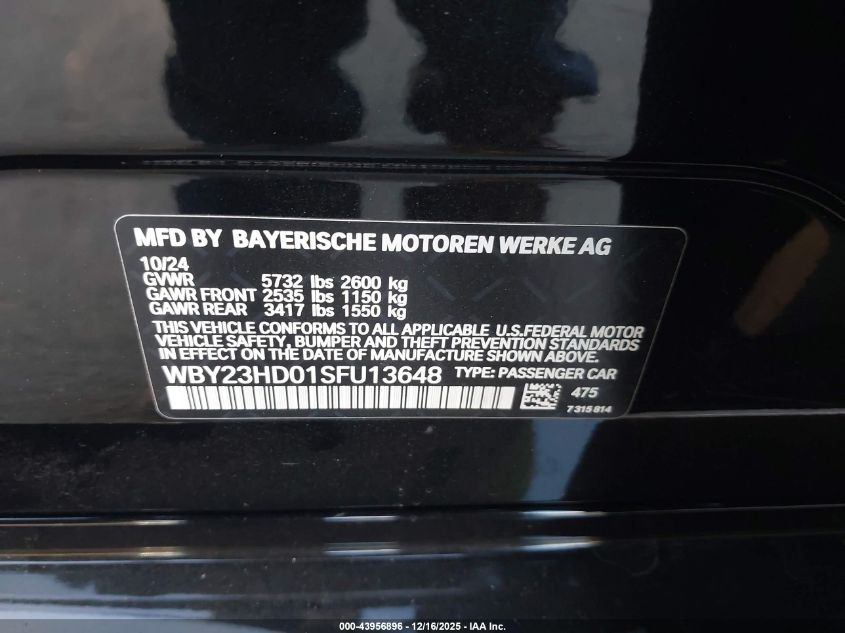 MFD BY BAYERISCHE MOTOREN WERKE AG
10/24
GVWR 5732 lbs 2600 kg
GAWR FRONT 2535 lbs 1150 kg
GAWR REAR 3417 lbs 1550 kg
THIS VEHICLE CONFORMS TO ALL APPLICABLE U.S.FEDERAL MOTOR
VEHICLE SAFETY, BUMPER AND THEFT PREVENTION STANDARDS
IN EFFECT ON THE DATE OF MANUFACTURE SHOWN ABOVE.
WBY23HD01SFU13648 TYPE: PASSENGER CAR
475
7315814
000-43956896 - 12/16/2025 - IAA Inc.